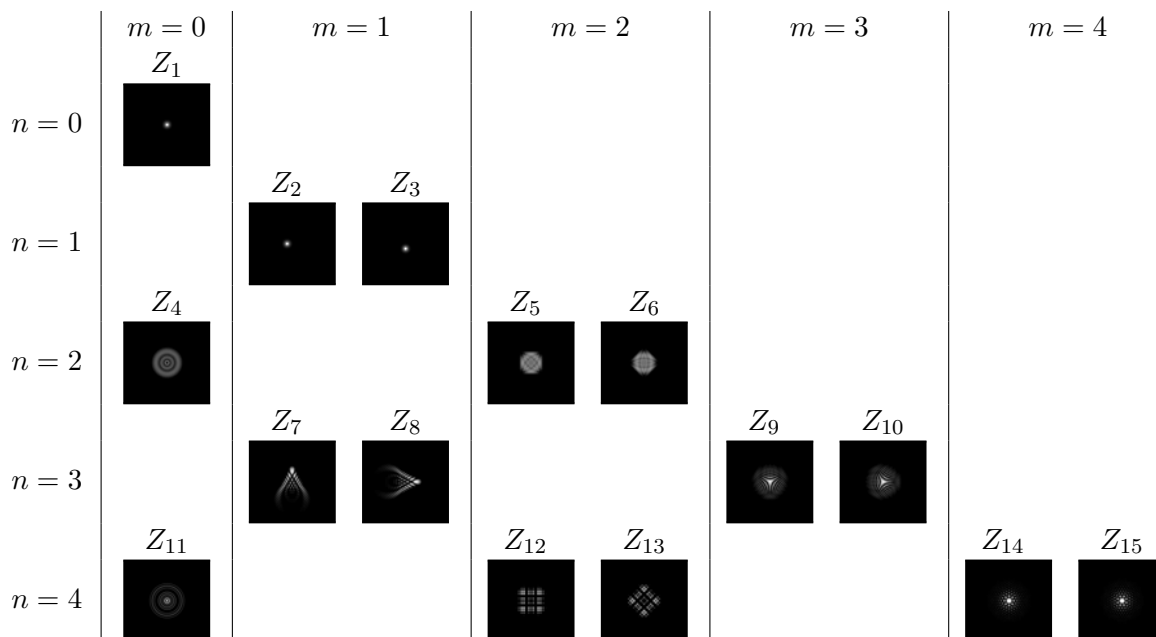 m = 0 m = 1 m = 2 m = 3 m = 4
Z₁
n = 0
Z₂ Z₃
n = 1
Z₄ Z₅ Z₆
n = 2
Z₇ Z₈ Z₉ Z₁₀
n = 3
Z₁₁ Z₁₂ Z₁₃ Z₁₄ Z₁₅
n = 4